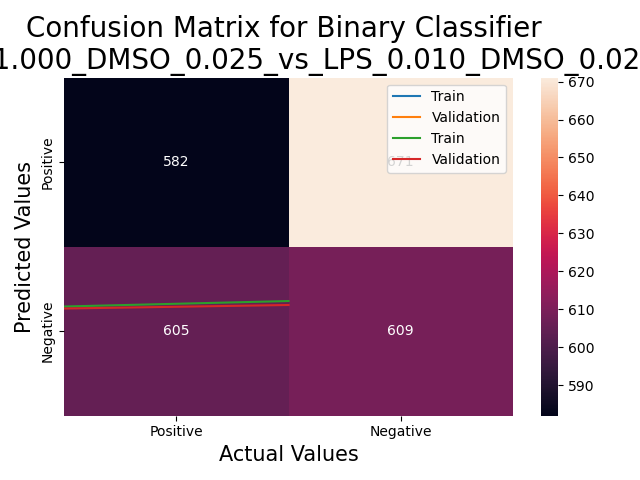 Confusion Matrix for Binary Classifier
1.000_DMSO_0.025_vs_LPS_0.010_DMSO_0.02
Train
Validation
Train
Validation
582
671
605
609
Positive
Negative
Predicted Values
Positive
Negative
Actual Values
670
660
650
640
630
620
610
600
590